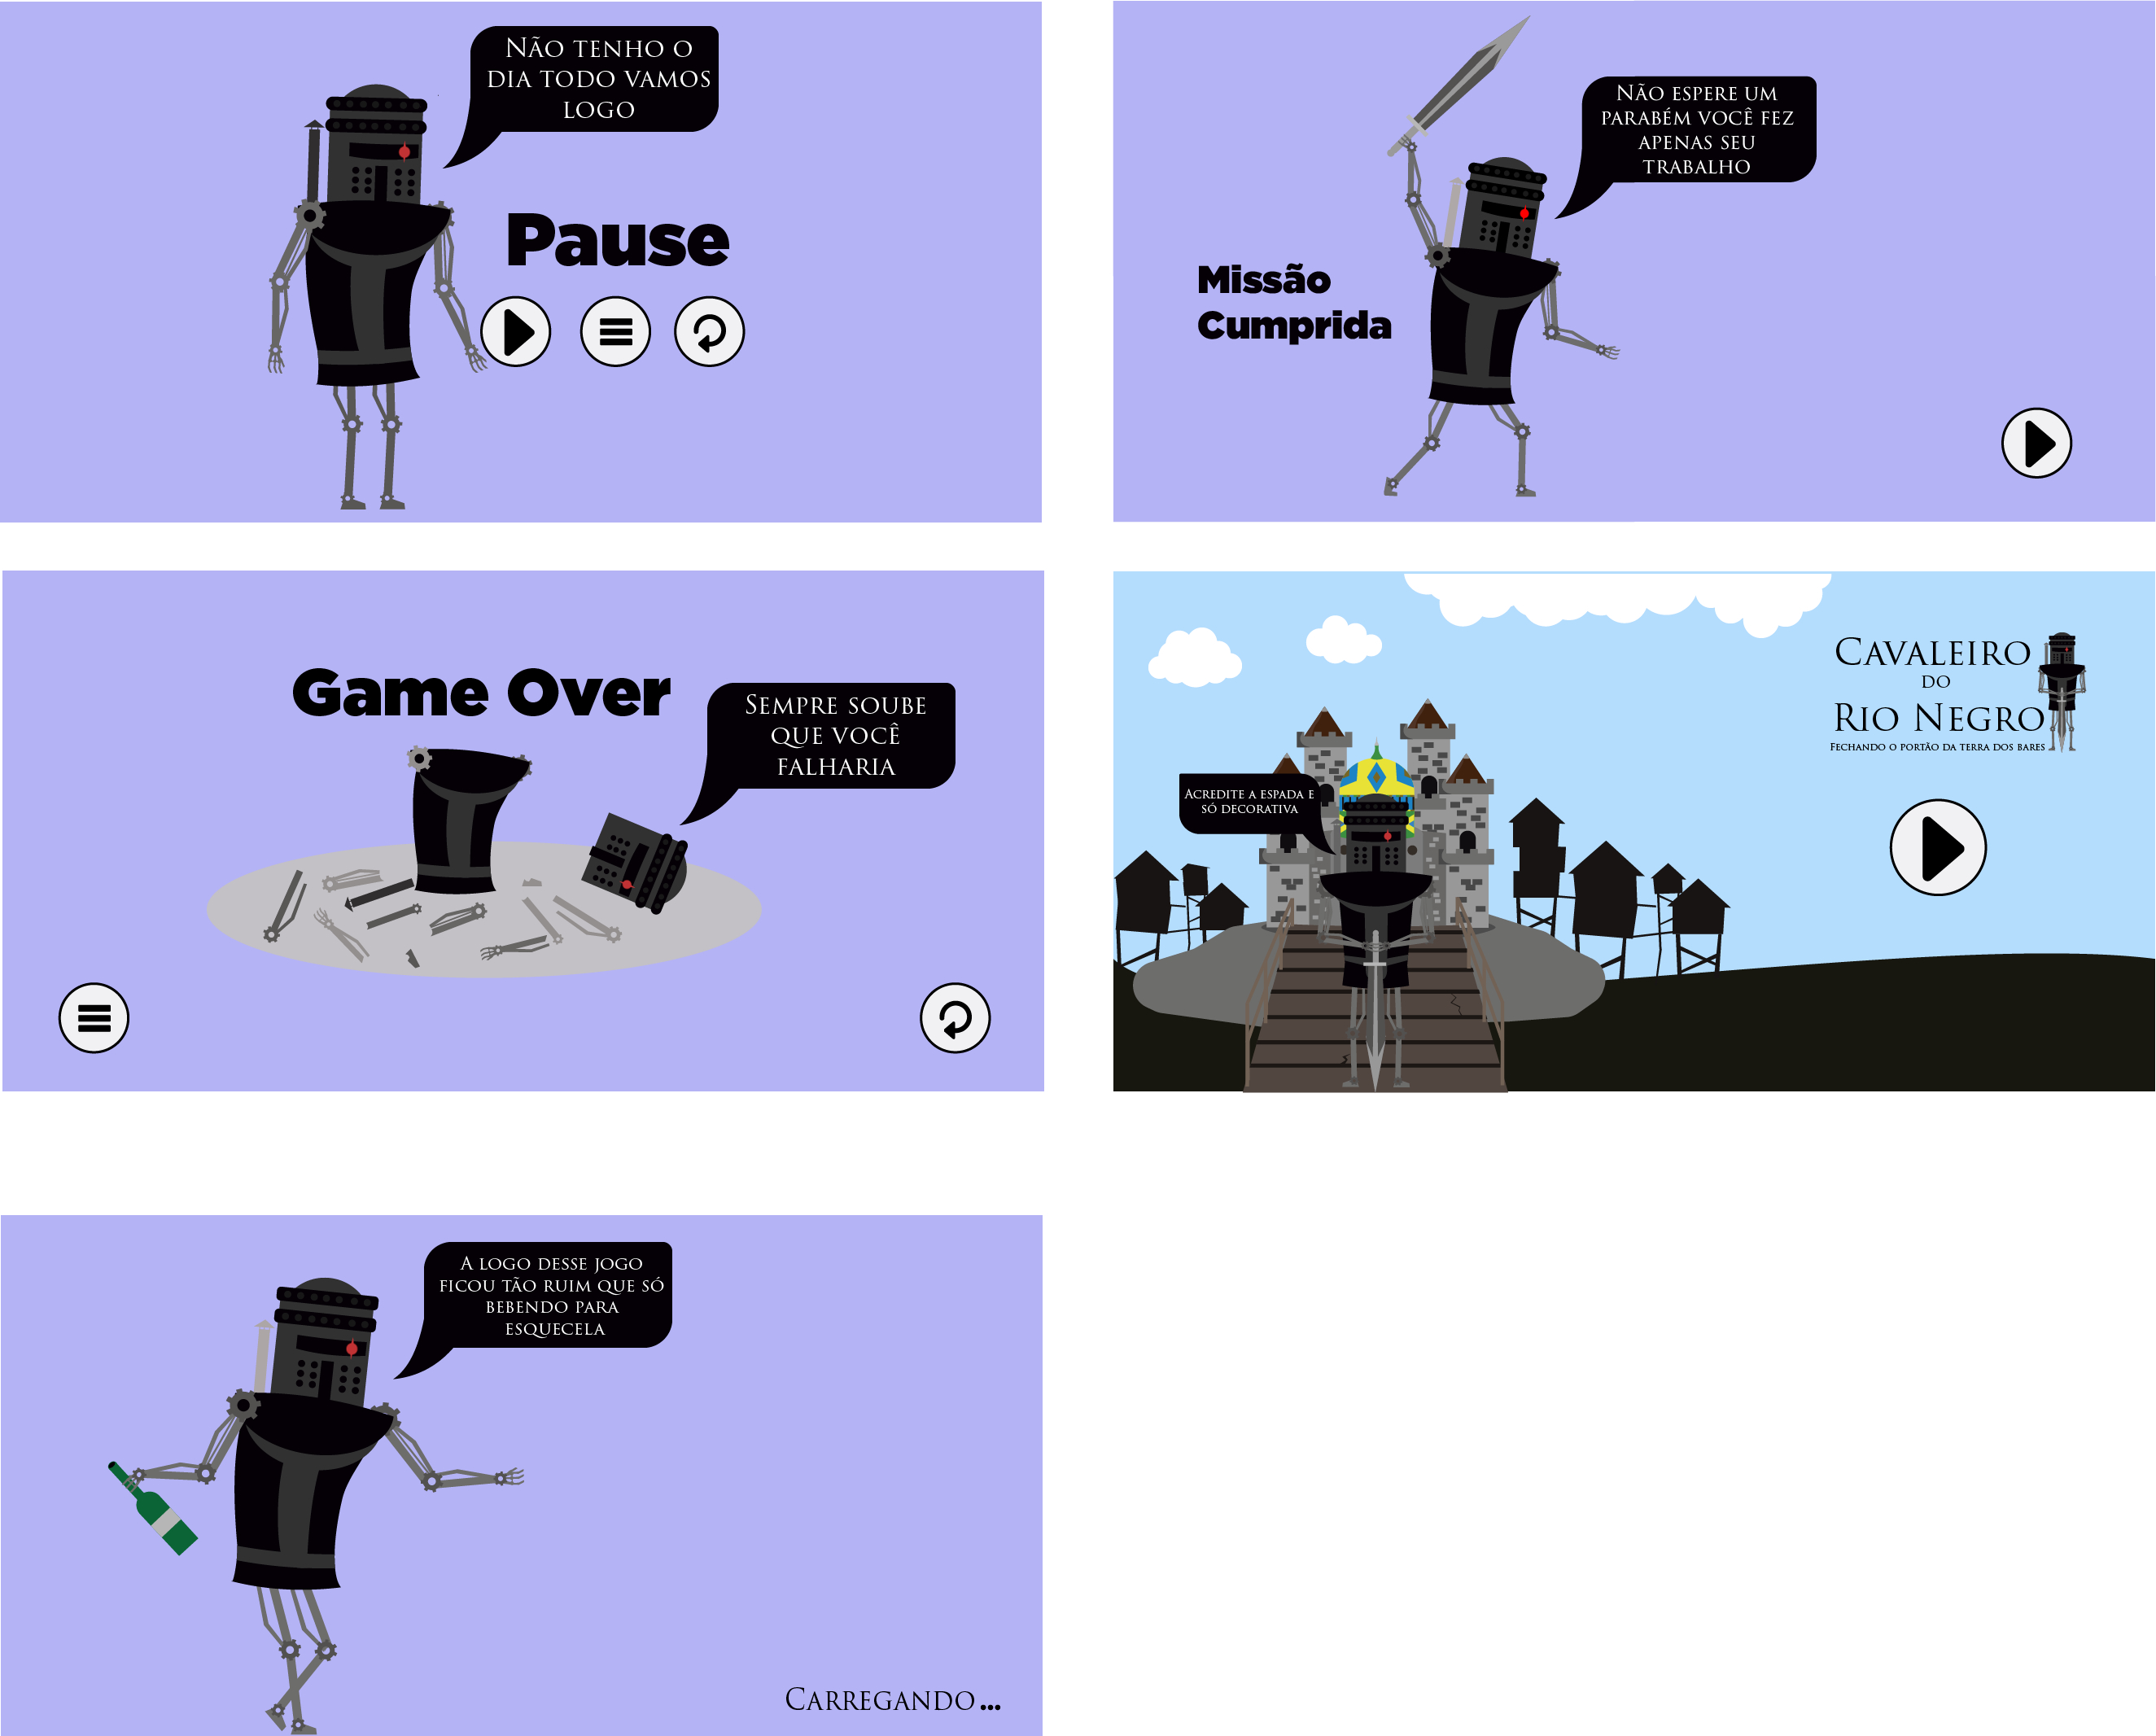 Não tenho o
dia todo vamos
logo
Pause
Não espere um
parabém você fez
apenas seu
trabalho
Missão
Cumprida
Game Over
Sempre soube
que você
falharia
Cavaleiro
do
Rio Negro
Fechando o portão da terra dos bares
Acredite a espada e
só decorativa
A logo desse jogo
ficou tão ruim que só
bebendo para
esquecela
Carregando...